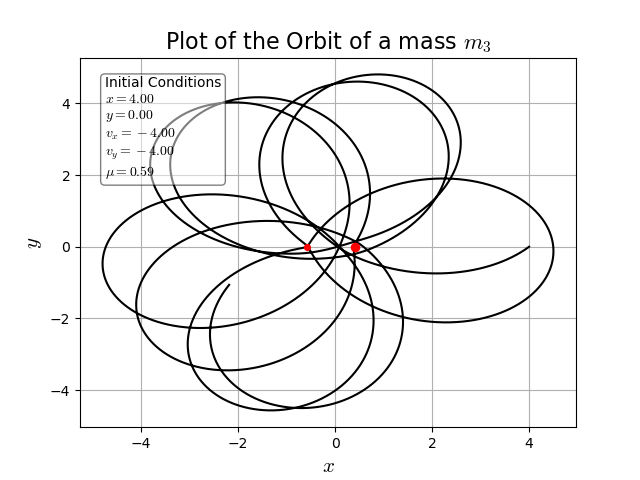 Plot of the Orbit of a mass m₃
Initial Conditions
x = 4.00
y = 0.00
vₓ = −4.00
v_y = −4.00
μ = 0.59
y
4
2
0
−2
−4
−4 −2 0 2 4
x